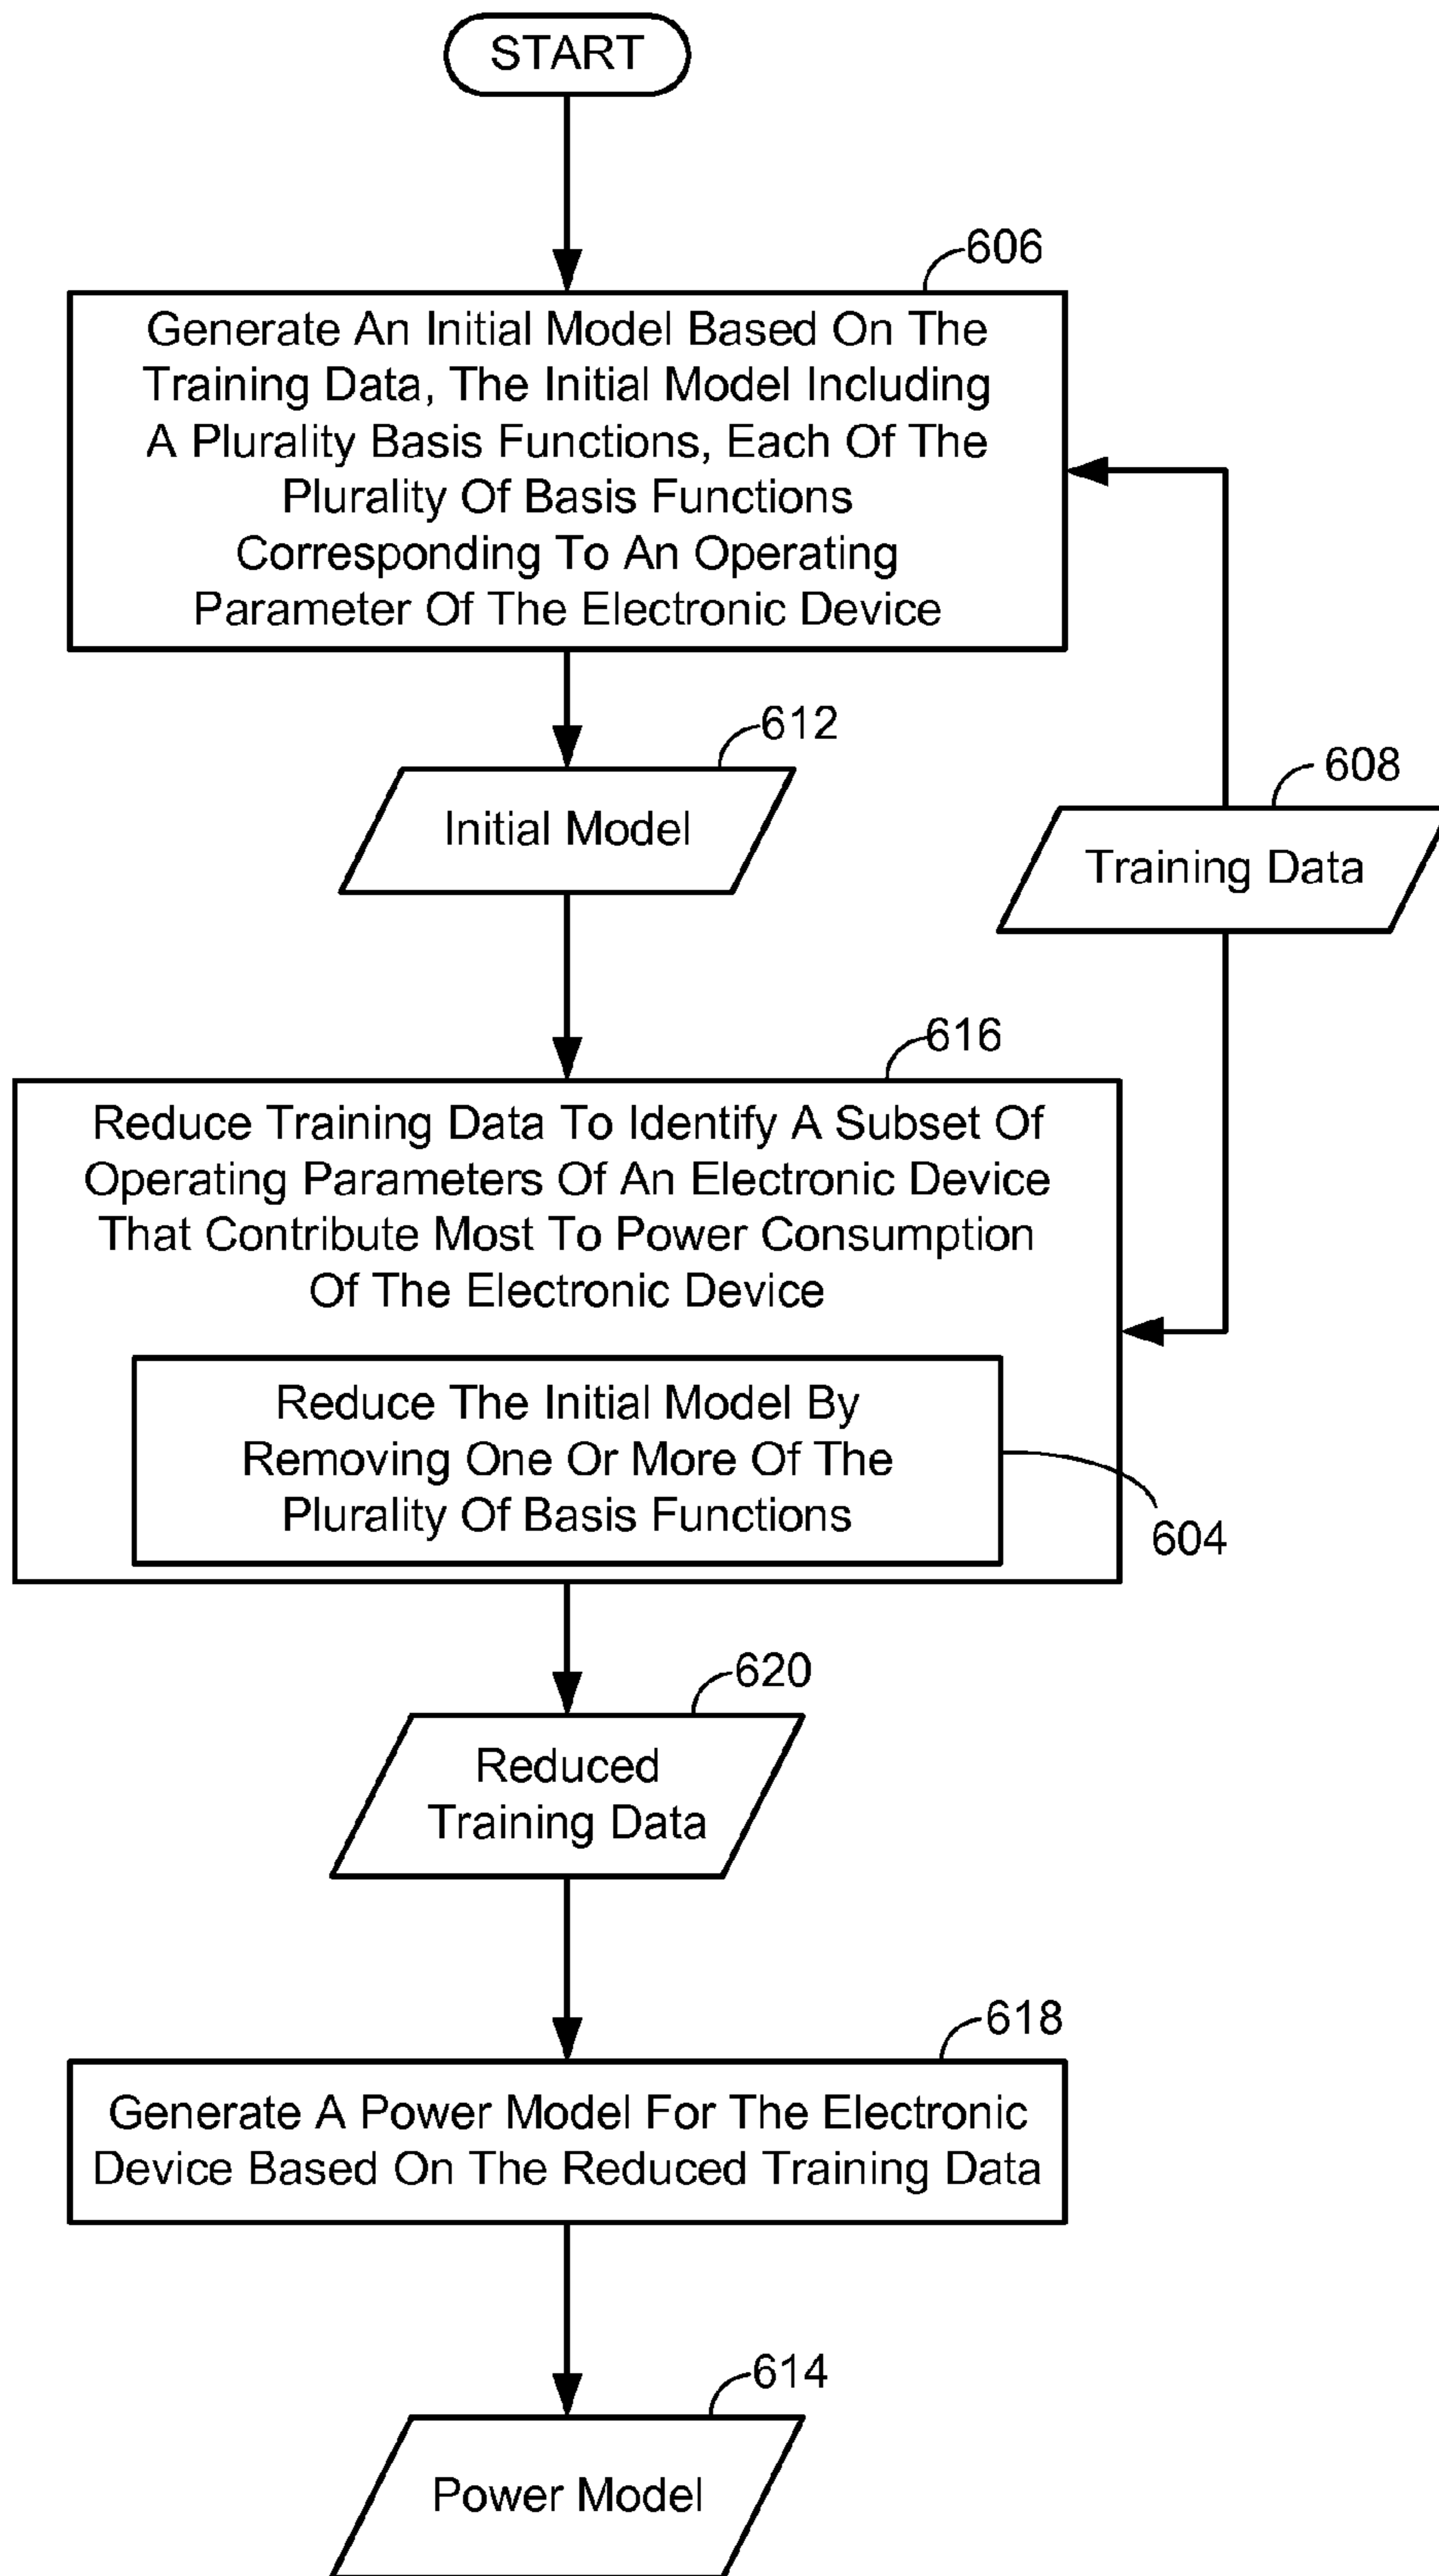 START
606
Generate An Initial Model Based On The
Training Data, The Initial Model Including
A Plurality Basis Functions, Each Of The
Plurality Of Basis Functions
Corresponding To An Operating
Parameter Of The Electronic Device
612
Initial Model
608
Training Data
616
Reduce Training Data To Identify A Subset Of
Operating Parameters Of An Electronic Device
That Contribute Most To Power Consumption
Of The Electronic Device
Reduce The Initial Model By
Removing One Or More Of The
Plurality Of Basis Functions
604
620
Reduced
Training Data
618
Generate A Power Model For The Electronic
Device Based On The Reduced Training Data
614
Power Model